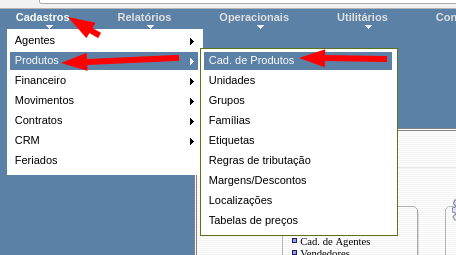 Cadastros Relatórios Operacionais Utilitários
Agentes
Produtos
Financeiro
Movimentos
Contratos
CRM
Feriados
Cad. de Produtos
Unidades
Grupos
Famílias
Etiquetas
Regras de tributação
Margens/Descontos
Localizações
Tabelas de preços
Cad. de Agentes
Vendedores